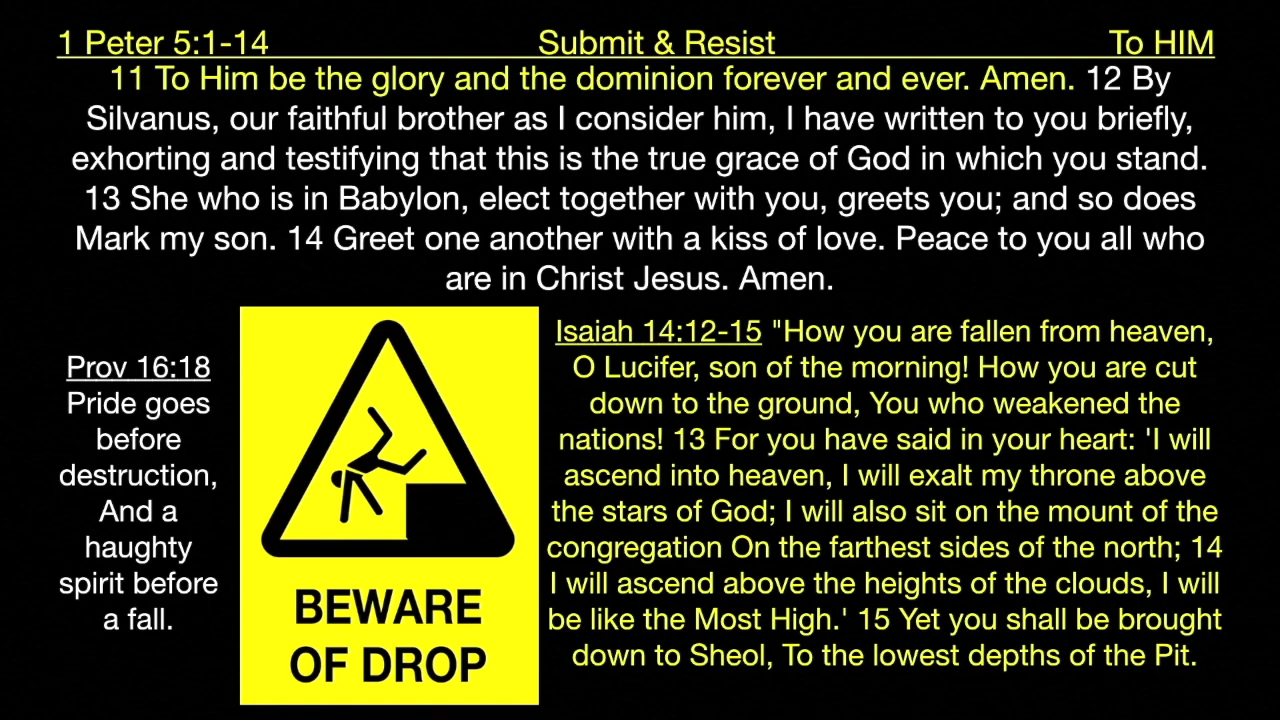 1 Peter 5:1-14 Submit & Resist To HIM
11 To Him be the glory and the dominion forever and ever. Amen. 12 By
Silvanus, our faithful brother as I consider him, I have written to you briefly,
exhorting and testifying that this is the true grace of God in which you stand.
13 She who is in Babylon, elect together with you, greets you; and so does
Mark my son. 14 Greet one another with a kiss of love. Peace to you all who
are in Christ Jesus. Amen.
Prov 16:18
Pride goes
before
destruction,
And a
haughty
spirit before
a fall.
BEWARE
OF DROP
Isaiah 14:12-15 "How you are fallen from heaven,
O Lucifer, son of the morning! How you are cut
down to the ground, You who weakened the
nations! 13 For you have said in your heart: 'I will
ascend into heaven, I will exalt my throne above
the stars of God; I will also sit on the mount of the
congregation On the farthest sides of the north; 14
I will ascend above the heights of the clouds, I will
be like the Most High.' 15 Yet you shall be brought
down to Sheol, To the lowest depths of the Pit.